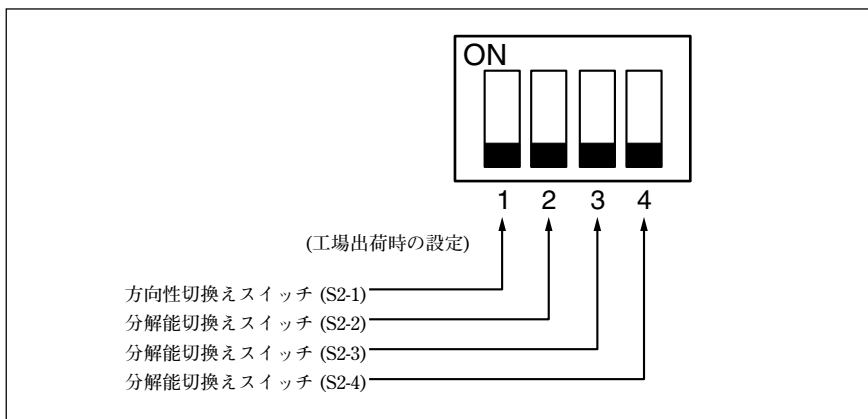 ON
1 2 3 4
(工場出荷時の設定)
方向性切換えスイッチ (S2-1)
分解能切換えスイッチ (S2-2)
分解能切換えスイッチ (S2-3)
分解能切換えスイッチ (S2-4)